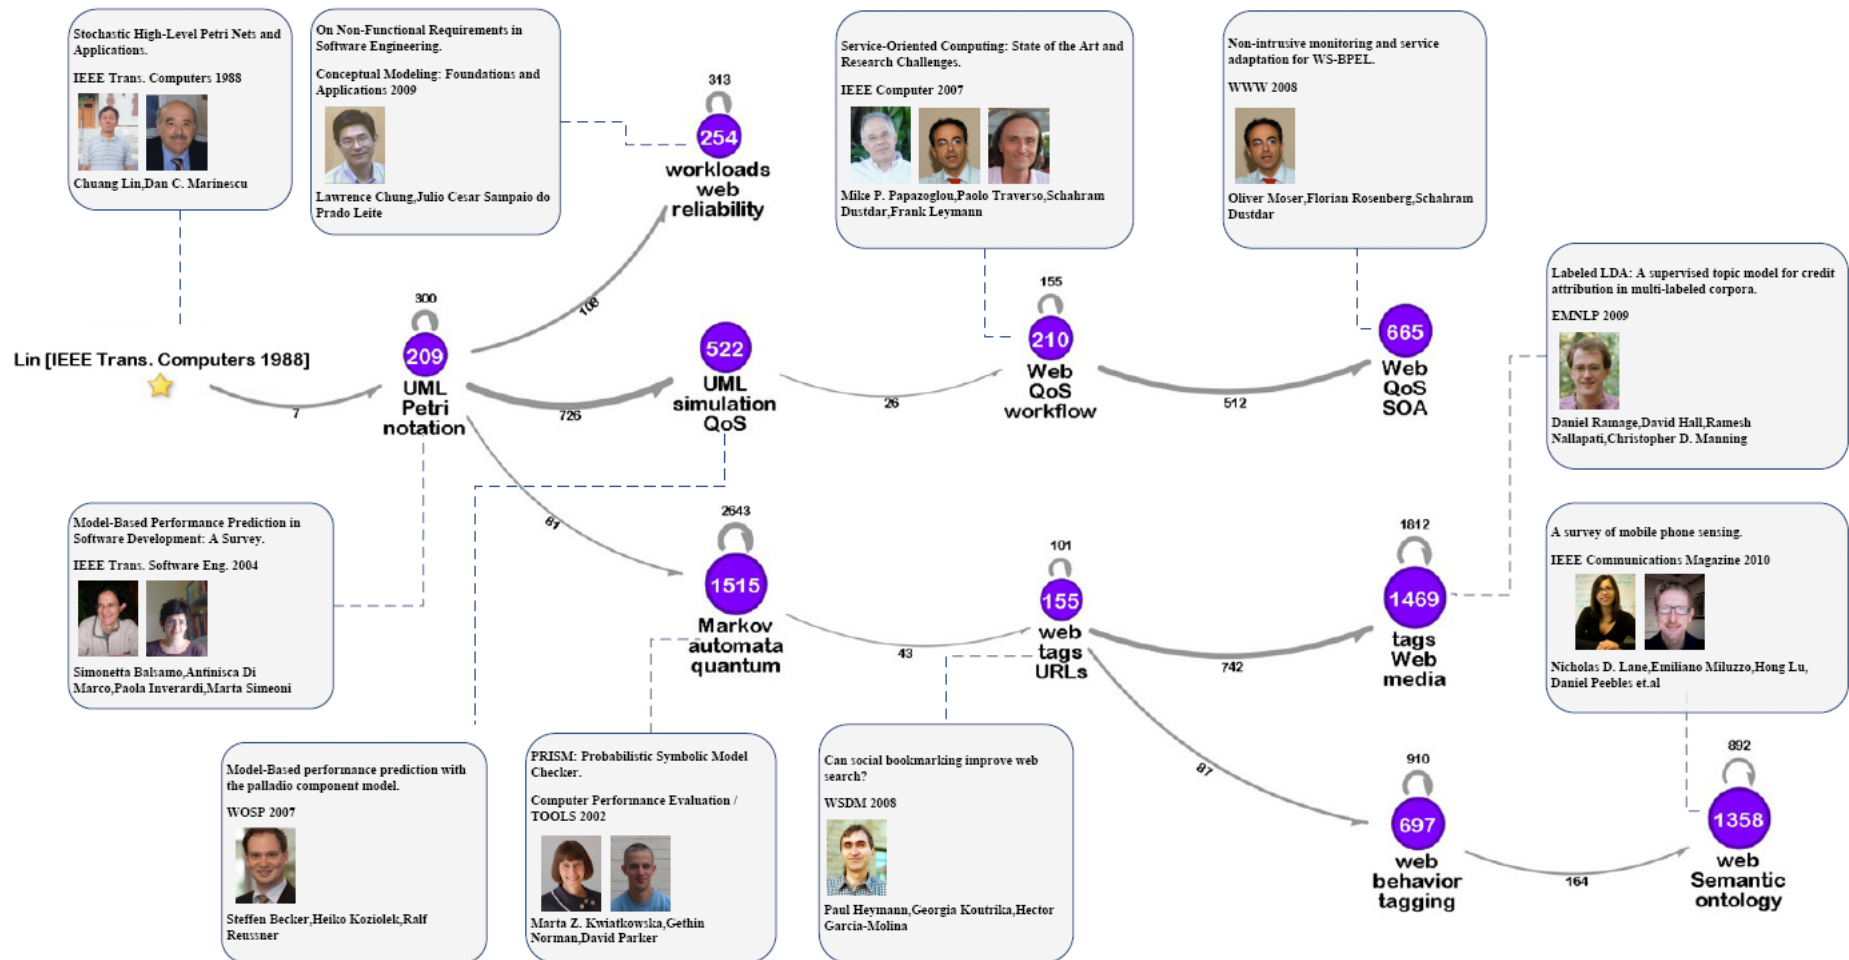 Stochastic High-Level Petri Nets and
Applications.
IEEE Trans. Computers 1988
Chuang Lin,Dan C. Marinescu
On Non-Functional Requirements in
Software Engineering.
Conceptual Modeling: Foundations and
Applications 2009
Lawrence Chung,Julio Cesar Sampaio do
Prado Leite
313
254
workloads
web
reliability
Service-Oriented Computing: State of the Art and
Research Challenges.
IEEE Computer 2007
Mike P. Papazoglou,Paolo Traverso,Schahram
Dustdar,Frank Leymann
Non-intrusive monitoring and service
adaptation for WS-BPEL.
WWW 2008
Oliver Moser,Florian Rosenberg,Schahram
Dustdar
Labeled LDA: A supervised topic model for credit
attribution in multi-labeled corpora.
EMNLP 2009
Daniel Ramage,David Hall,Ramesh
Nallapati,Christopher D. Manning
Lin [IEEE Trans. Computers 1988]
7
300
209
UML
Petri
notation
108
726
81
522
UML
simulation
QoS
26
155
210
Web
QoS
workflow
512
665
Web
QoS
SOA
Model-Based Performance Prediction in
Software Development: A Survey.
IEEE Trans. Software Eng. 2004
Simonetta Balsamo,Antinisca Di
Marco,Paola Inverardi,Marta Simeoni
2643
1515
Markov
automata
quantum
43
101
155
web
tags
URLs
742
87
1812
1469
tags
Web
media
A survey of mobile phone sensing.
IEEE Communications Magazine 2010
Nicholas D. Lane,Emiliano Miluzzo,Hong Lu,
Daniel Peebles et.al
Model-Based performance prediction with
the palladio component model.
WOSP 2007
Steffen Becker,Heiko Koziolek,Ralf
Reussner
PRISM: Probabilistic Symbolic Model
Checker.
Computer Performance Evaluation /
TOOLS 2002
Marta Z. Kwiatkowska,Gethin
Norman,David Parker
Can social bookmarking improve web
search?
WSDM 2008
Paul Heymann,Georgia Koutrika,Hector
Garcia-Molina
910
697
web
behavior
tagging
164
892
1358
web
Semantic
ontology